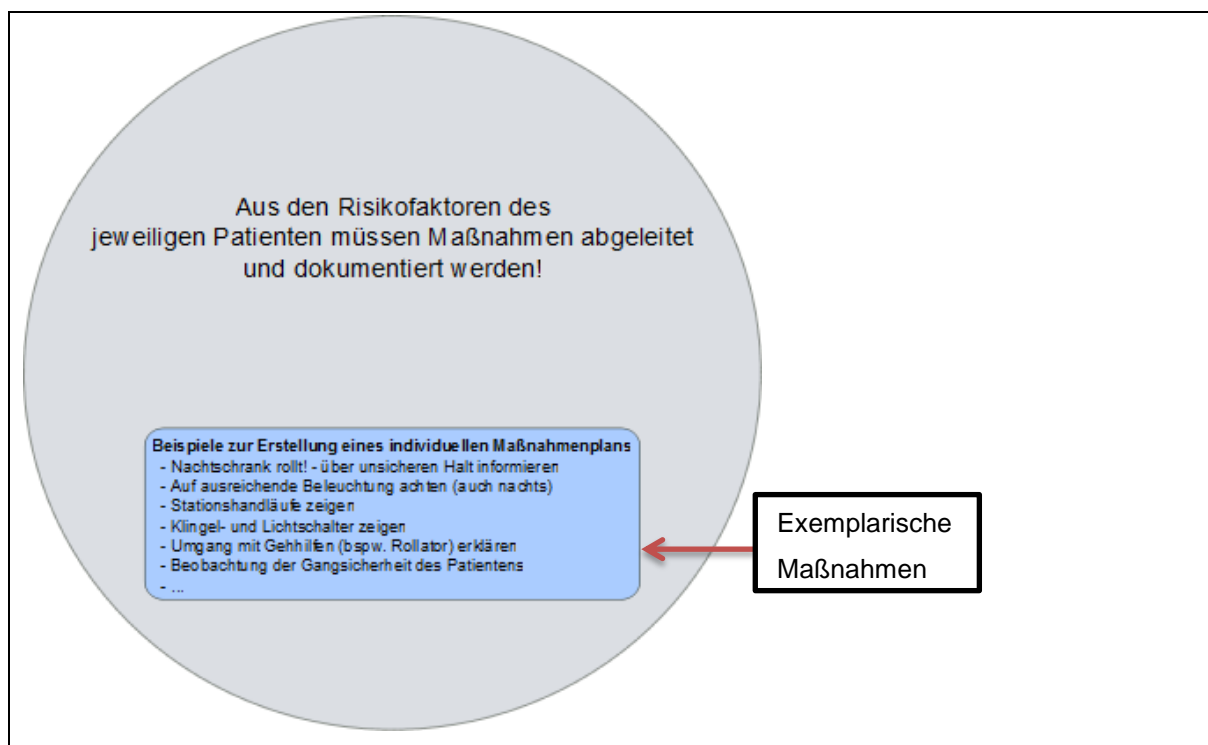 Aus den Risikofaktoren des
jeweiligen Patienten müssen Maßnahmen abgeleitet
und dokumentiert werden!
Beispiele zur Erstellung eines individuellen Maßnahmenplans
- Nachtschrank rollt! - über unsicheren Halt informieren
- Auf ausreichende Beleuchtung achten (auch nachts)
- Stationshandläufe zeigen
- Klingel- und Lichtschalter zeigen
- Umgang mit Gehhilfen (bspw. Rollator) erklären
- Beobachtung der Gangsicherheit des Patientens
- ...
Exemplarische
Maßnahmen